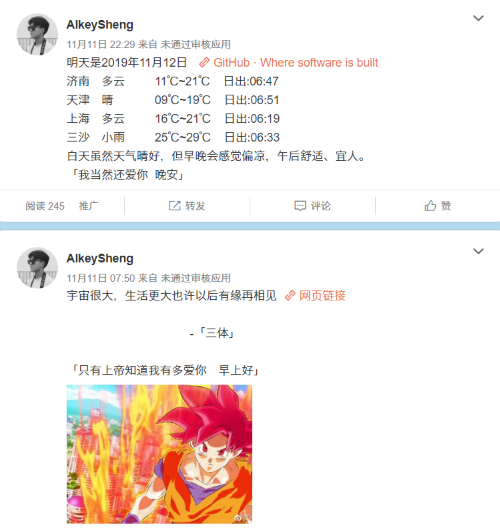 AlkeySheng
11月11日 22:29 来自 未通过审核应用
明天是2019年11月12日 GitHub · Where software is built
济南 多云 11℃~21℃ 日出:06:47
天津 晴 09℃~19℃ 日出:06:51
上海 多云 16℃~21℃ 日出:06:19
三沙 小雨 25℃~29℃ 日出:06:33
白天虽然天气晴好，但早晚会感觉偏凉，午后舒适、宜人。
「我当然还爱你 晚安」
阅读 245 推广 转发 评论 赞
AlkeySheng
11月11日 07:50 来自 未通过审核应用
宇宙很大，生活更大也许以后有缘再相见 网页链接
-「三体」
「只有上帝知道我有多爱你 早上好」